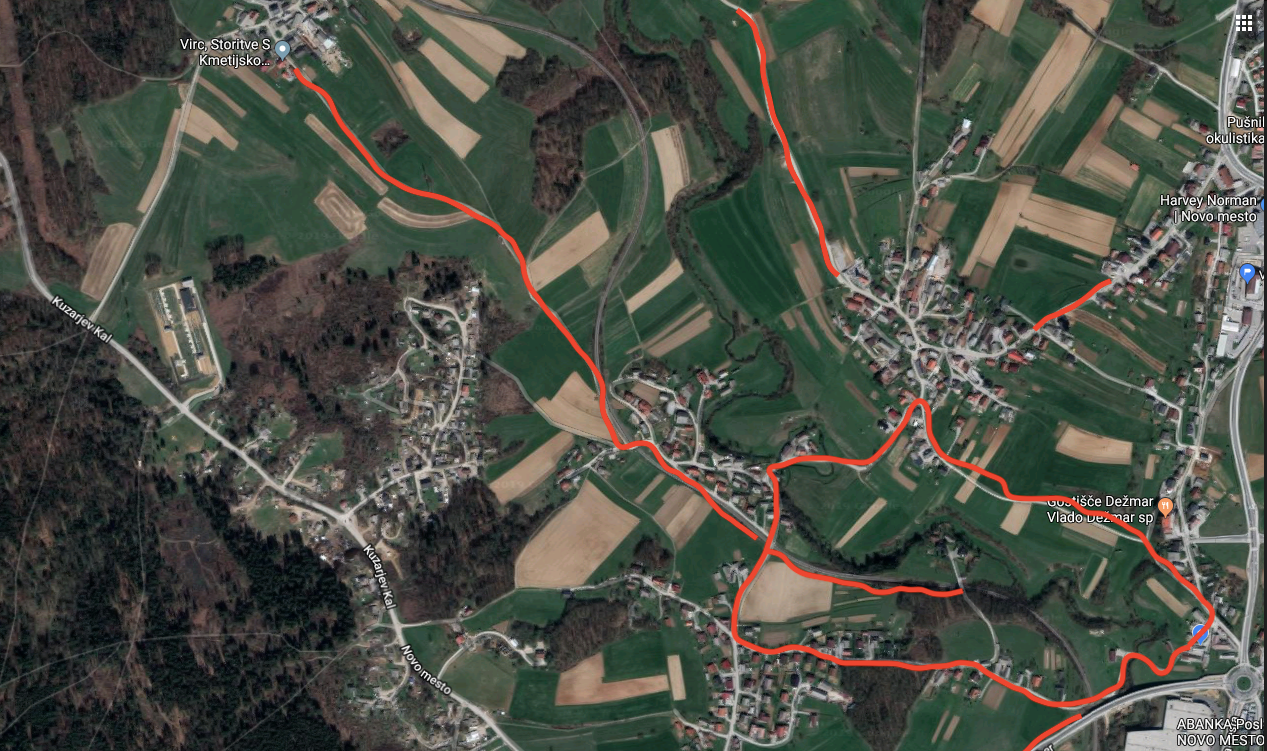 Virc, Storitve S
Kmetijsko...
Pušnil
okulistika
Harvey Norman
| Novo mesto
V
Kuzarjev Kal
Gostišče Dežmar
Vlado Dežmar sp
Kuzarjev Kal
Novo mesto
ABANKA,Posl
NOVO MESTO